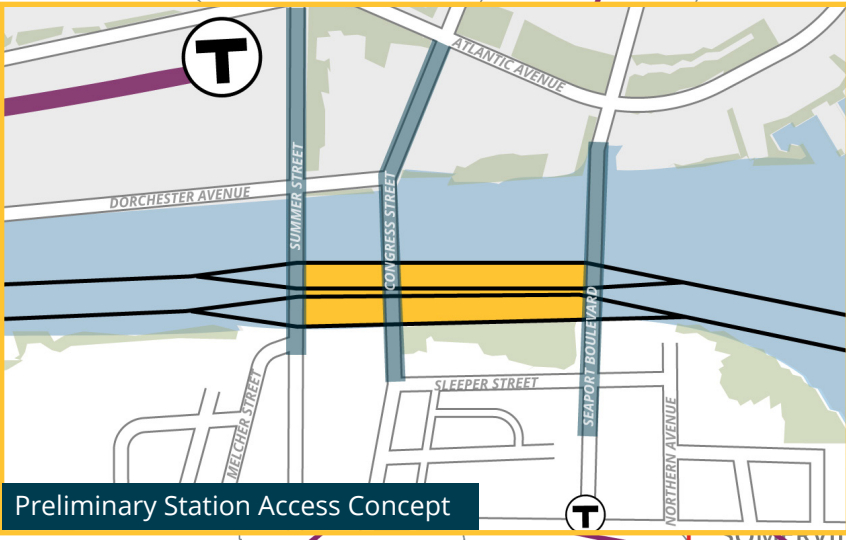 T
ATLANTIC AVENUE
SUMMER STREET
DORCHESTER AVENUE
CONGRESS STREET
SEAPORT BOULEVARD
SLEEPER STREET
MELCHER STREET
NORTHERN AVENUE
Preliminary Station Access Concept
T